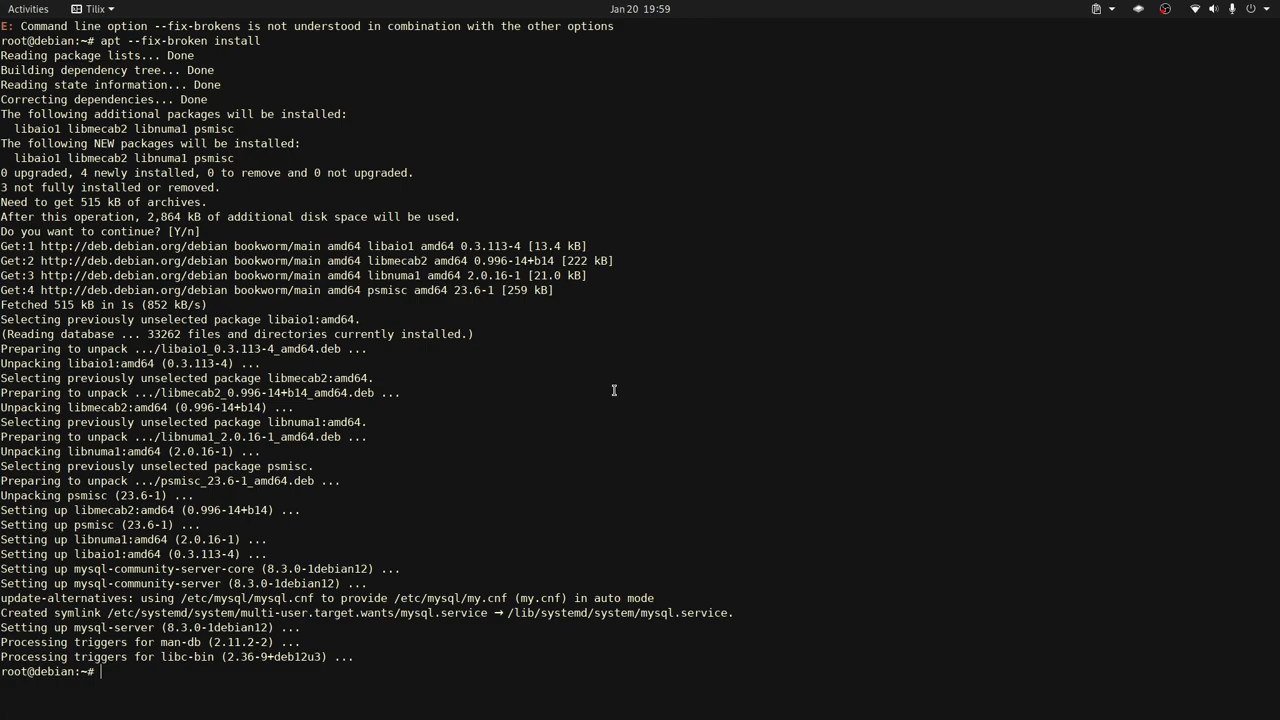 Activities
Tilix
Jan 20 19:59
E: Command line option --fix-brokens is not understood in combination with the other options
root@debian:~# apt --fix-broken install
Reading package lists... Done
Building dependency tree... Done
Reading state information... Done
Correcting dependencies... Done
The following additional packages will be installed:
  libaio1 libmecab2 libnuma1 psmisc
The following NEW packages will be installed:
  libaio1 libmecab2 libnuma1 psmisc
0 upgraded, 4 newly installed, 0 to remove and 0 not upgraded.
3 not fully installed or removed.
Need to get 515 kB of archives.
After this operation, 2,864 kB of additional disk space will be used.
Do you want to continue? [Y/n]
Get:1 http://deb.debian.org/debian bookworm/main amd64 libaio1 amd64 0.3.113-4 [13.4 kB]
Get:2 http://deb.debian.org/debian bookworm/main amd64 libmecab2 amd64 0.996-14+b14 [222 kB]
Get:3 http://deb.debian.org/debian bookworm/main amd64 libnuma1 amd64 2.0.16-1 [21.0 kB]
Get:4 http://deb.debian.org/debian bookworm/main amd64 psmisc amd64 23.6-1 [259 kB]
Fetched 515 kB in 1s (852 kB/s)
Selecting previously unselected package libaio1:amd64.
(Reading database ... 33262 files and directories currently installed.)
Preparing to unpack .../libaio1_0.3.113-4_amd64.deb ...
Unpacking libaio1:amd64 (0.3.113-4) ...
Selecting previously unselected package libmecab2:amd64.
Preparing to unpack .../libmecab2_0.996-14+b14_amd64.deb ...
Unpacking libmecab2:amd64 (0.996-14+b14) ...
Selecting previously unselected package libnuma1:amd64.
Preparing to unpack .../libnuma1_2.0.16-1_amd64.deb ...
Unpacking libnuma1:amd64 (2.0.16-1) ...
Selecting previously unselected package psmisc.
Preparing to unpack .../psmisc_23.6-1_amd64.deb ...
Unpacking psmisc (23.6-1) ...
Setting up libmecab2:amd64 (0.996-14+b14) ...
Setting up psmisc (23.6-1) ...
Setting up libnuma1:amd64 (2.0.16-1) ...
Setting up libaio1:amd64 (0.3.113-4) ...
Setting up mysql-community-server-core (8.3.0-1debian12) ...
Setting up mysql-community-server (8.3.0-1debian12) ...
update-alternatives: using /etc/mysql/mysql.cnf to provide /etc/mysql/my.cnf (my.cnf) in auto mode
Created symlink /etc/systemd/system/multi-user.target.wants/mysql.service → /lib/systemd/system/mysql.service.
Setting up mysql-server (8.3.0-1debian12) ...
Processing triggers for man-db (2.11.2-2) ...
Processing triggers for libc-bin (2.36-9+deb12u3) ...
root@debian:~#